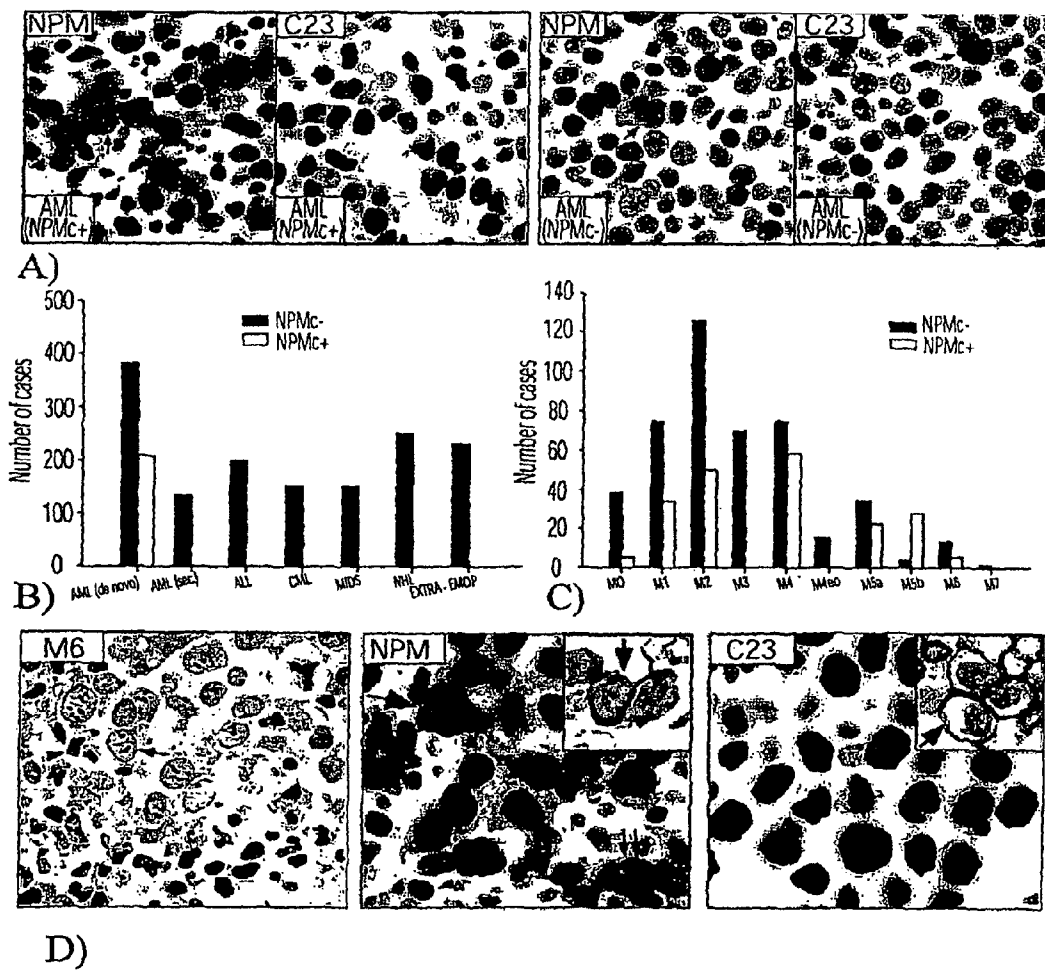 NPM
C23
NPM
C23
AML
(NPMc+)
AML
(NPMc+)
AML
(NPMc-)
AML
(NPMc-)
A)
500
400
300
200
100
0
Number of cases
NPMc-
NPMc+
AML (de novo)
AML (sec.)
ALL
CML
NHL
B)
140
120
100
80
60
40
20
0
Number of cases
NPMc-
NPMc+
M0
M1
M2
M3
M4
M4eo
M5a
M5b
M6
M7
C)
M6
NPM
C23
D)